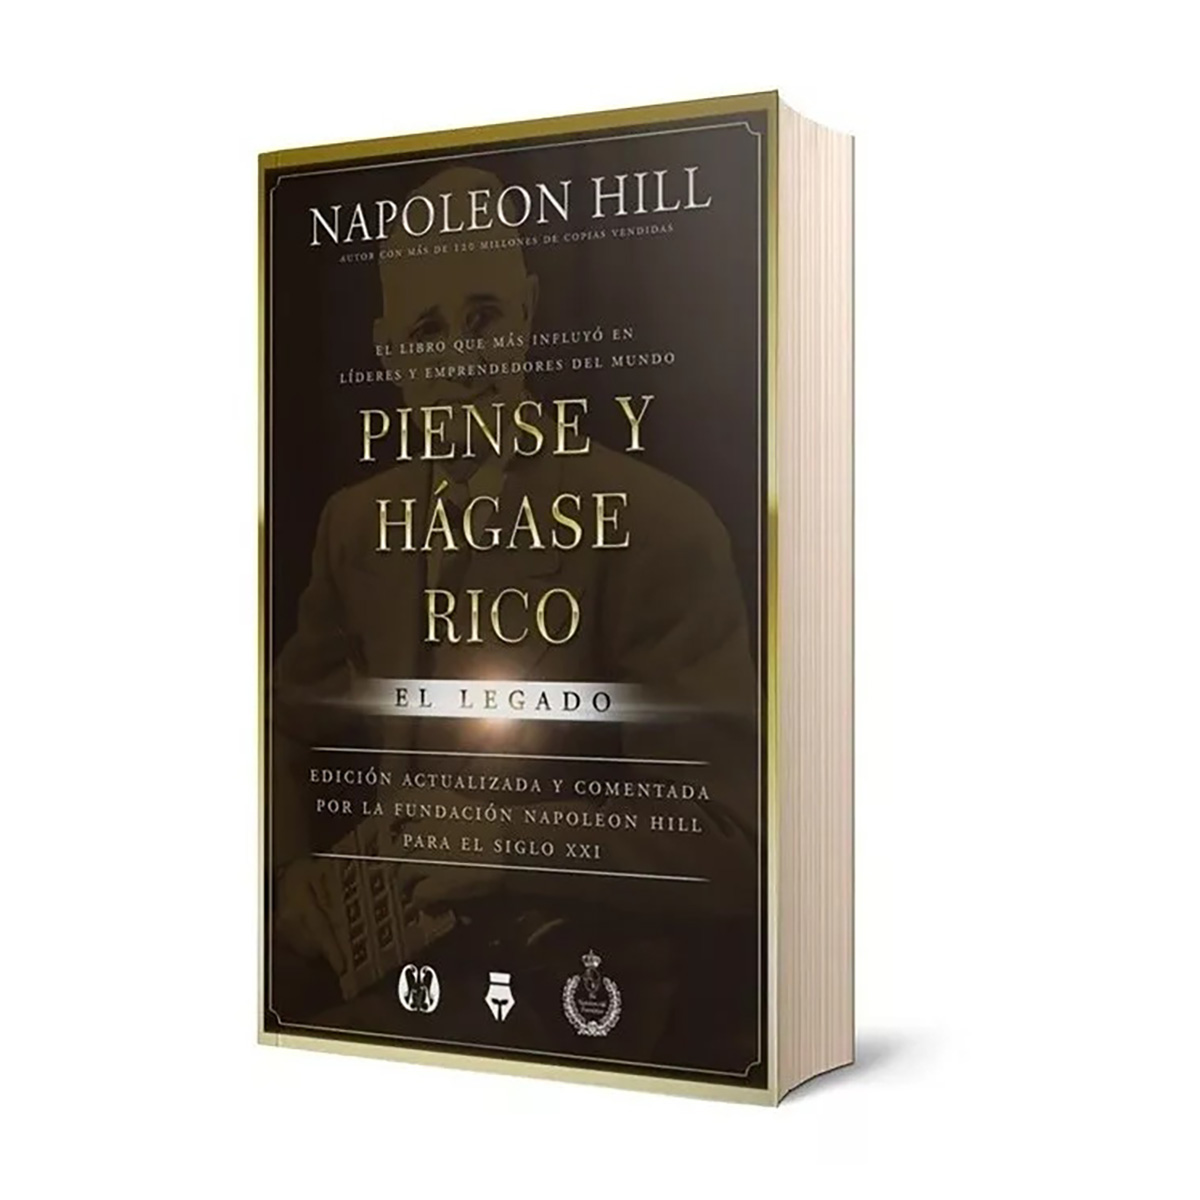 NAPOLEON HILL
AUTOR CON MÁS DE 120 MILLONES DE COPIAS VENDIDAS
EL LIBRO QUE MÁS INFLUYÓ EN
LÍDERES Y EMPRENDEDORES DEL MUNDO
PIENSE Y
HÁGASE
RICO
EL LEGADO
EDICIÓN ACTUALIZADA Y COMENTADA
POR LA FUNDACIÓN NAPOLEON HILL
PARA EL SIGLO XXI